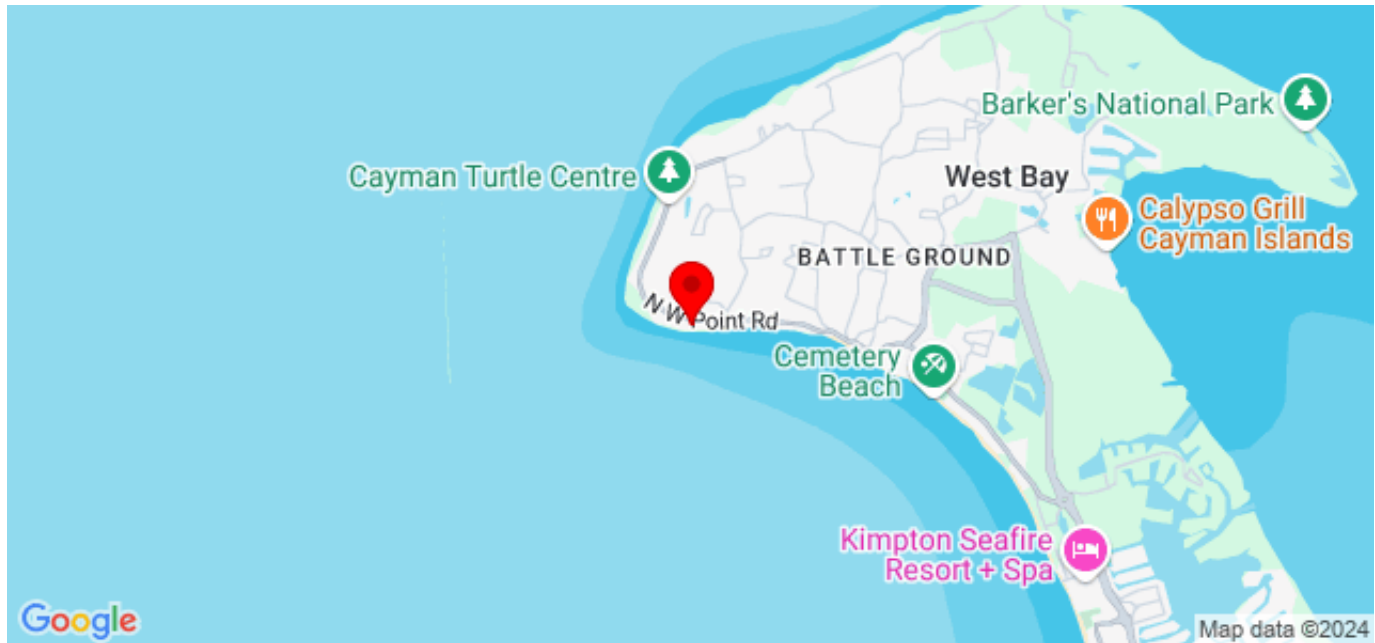 Barker's National Park
Cayman Turtle Centre
West Bay
Calypso Grill
Cayman Islands
BATTLE GROUND
N W Point Rd
Cemetery
Beach
Kimpton Seafire
Resort + Spa
Google
Map data ©2024